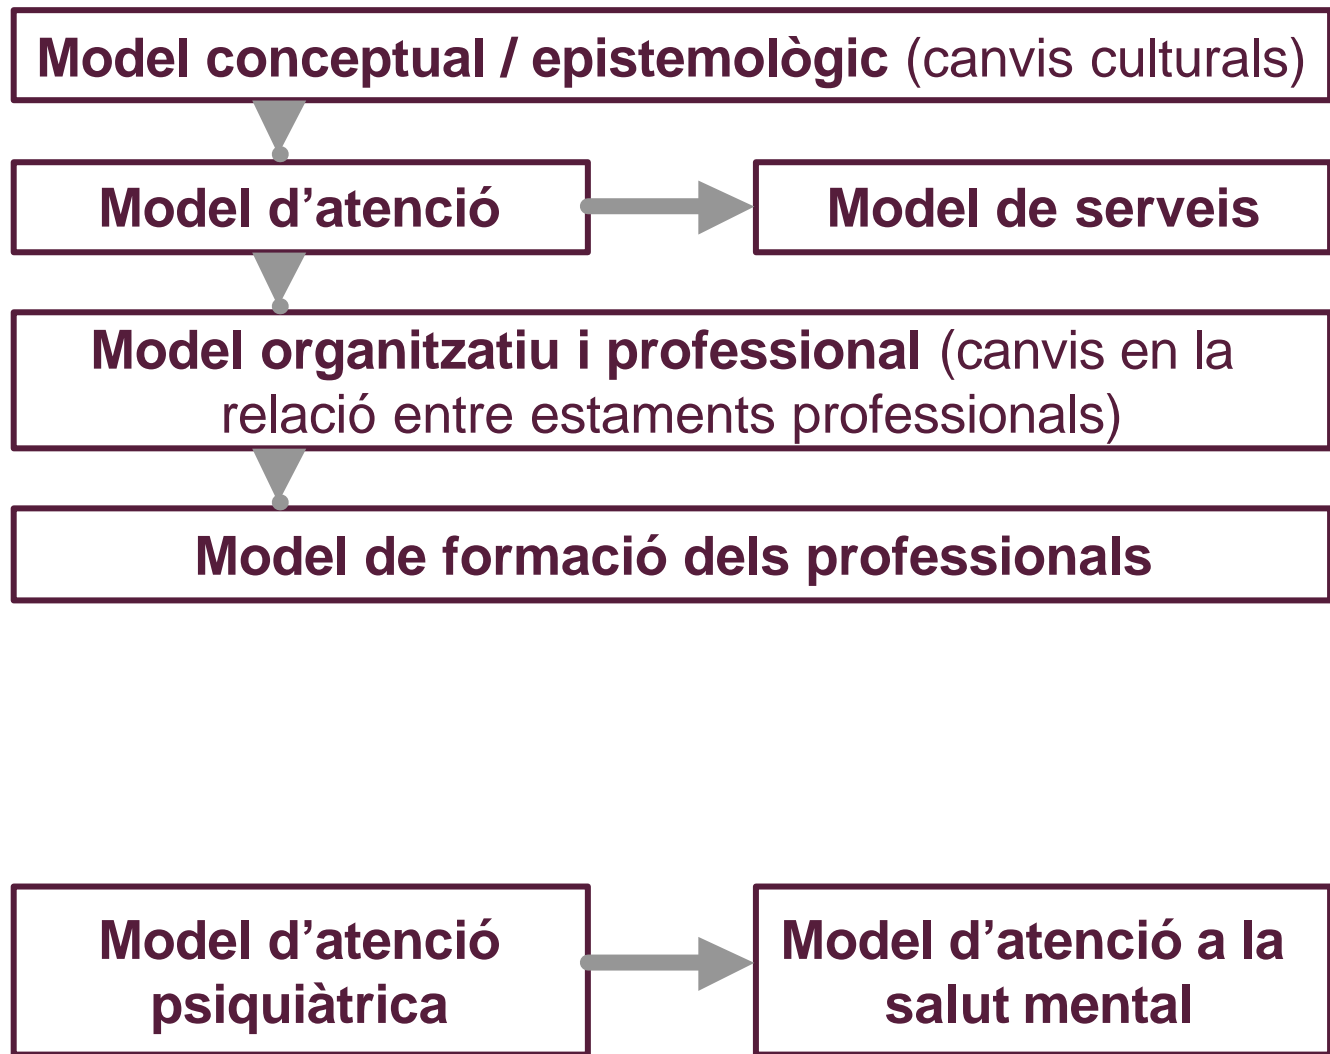 Model conceptual / epistemològic (canvis culturals)
Model d’atenció
Model de serveis
Model organitzatiu i professional (canvis en la
relació entre estaments professionals)
Model de formació dels professionals
Model d’atenció
psiquiàtrica
Model d’atenció a la
salut mental